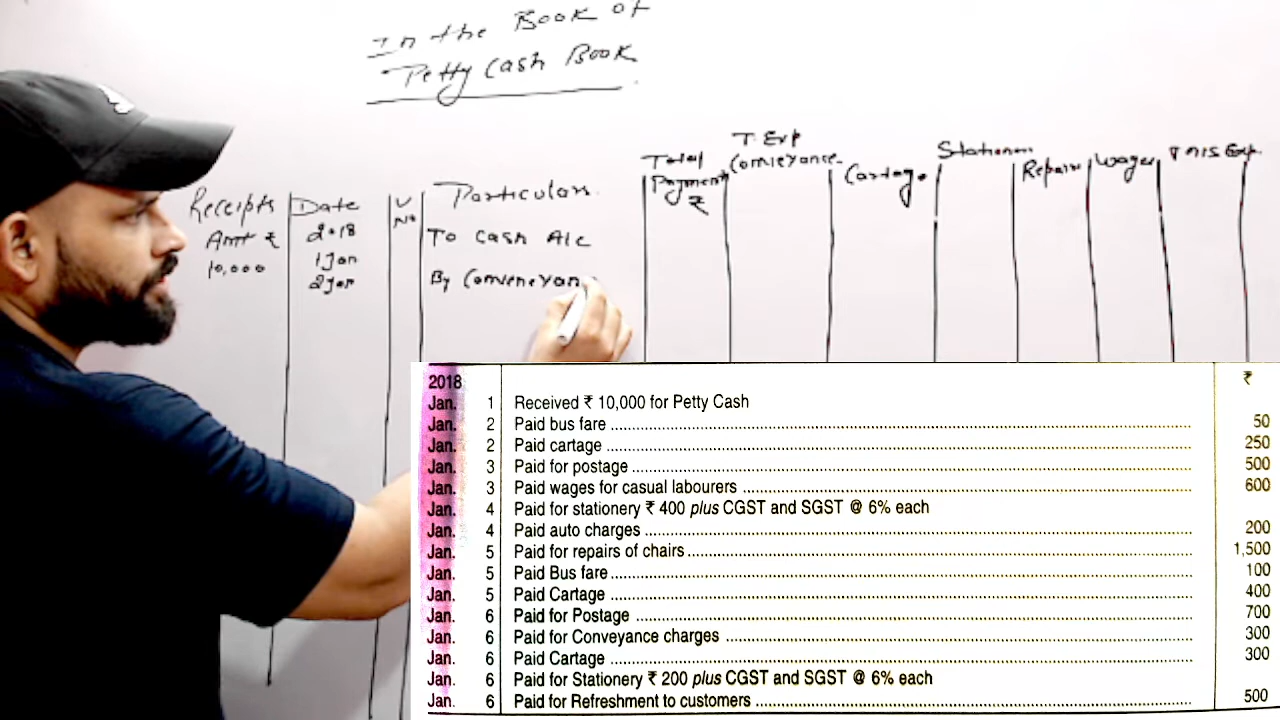 In the Book of
Petty Cash Book
Receipts
Amt ₹
10,000
Date
2018
1 Jan
2 Jan
V
No
Particulars
To Cash A/c
By Conveneyan
Total
Payment
₹
T. Exp
Conveyance
Cartage
Stationery
Repairs
Wages
Mis Exp.
2018 ₹
Jan. 1 Received ₹ 10,000 for Petty Cash
Jan. 2 Paid bus fare 50
Jan. 2 Paid cartage 250
Jan. 3 Paid for postage 500
Jan. 3 Paid wages for casual labourers 600
Jan. 4 Paid for stationery ₹ 400 plus CGST and SGST @ 6% each
Jan. 4 Paid auto charges 200
Jan. 5 Paid for repairs of chairs 1,500
Jan. 5 Paid Bus fare 100
Jan. 5 Paid Cartage 400
Jan. 6 Paid for Postage 700
Jan. 6 Paid for Conveyance charges 300
Jan. 6 Paid Cartage 300
Jan. 6 Paid for Stationery ₹ 200 plus CGST and SGST @ 6% each
Jan. 6 Paid for Refreshment to customers 500